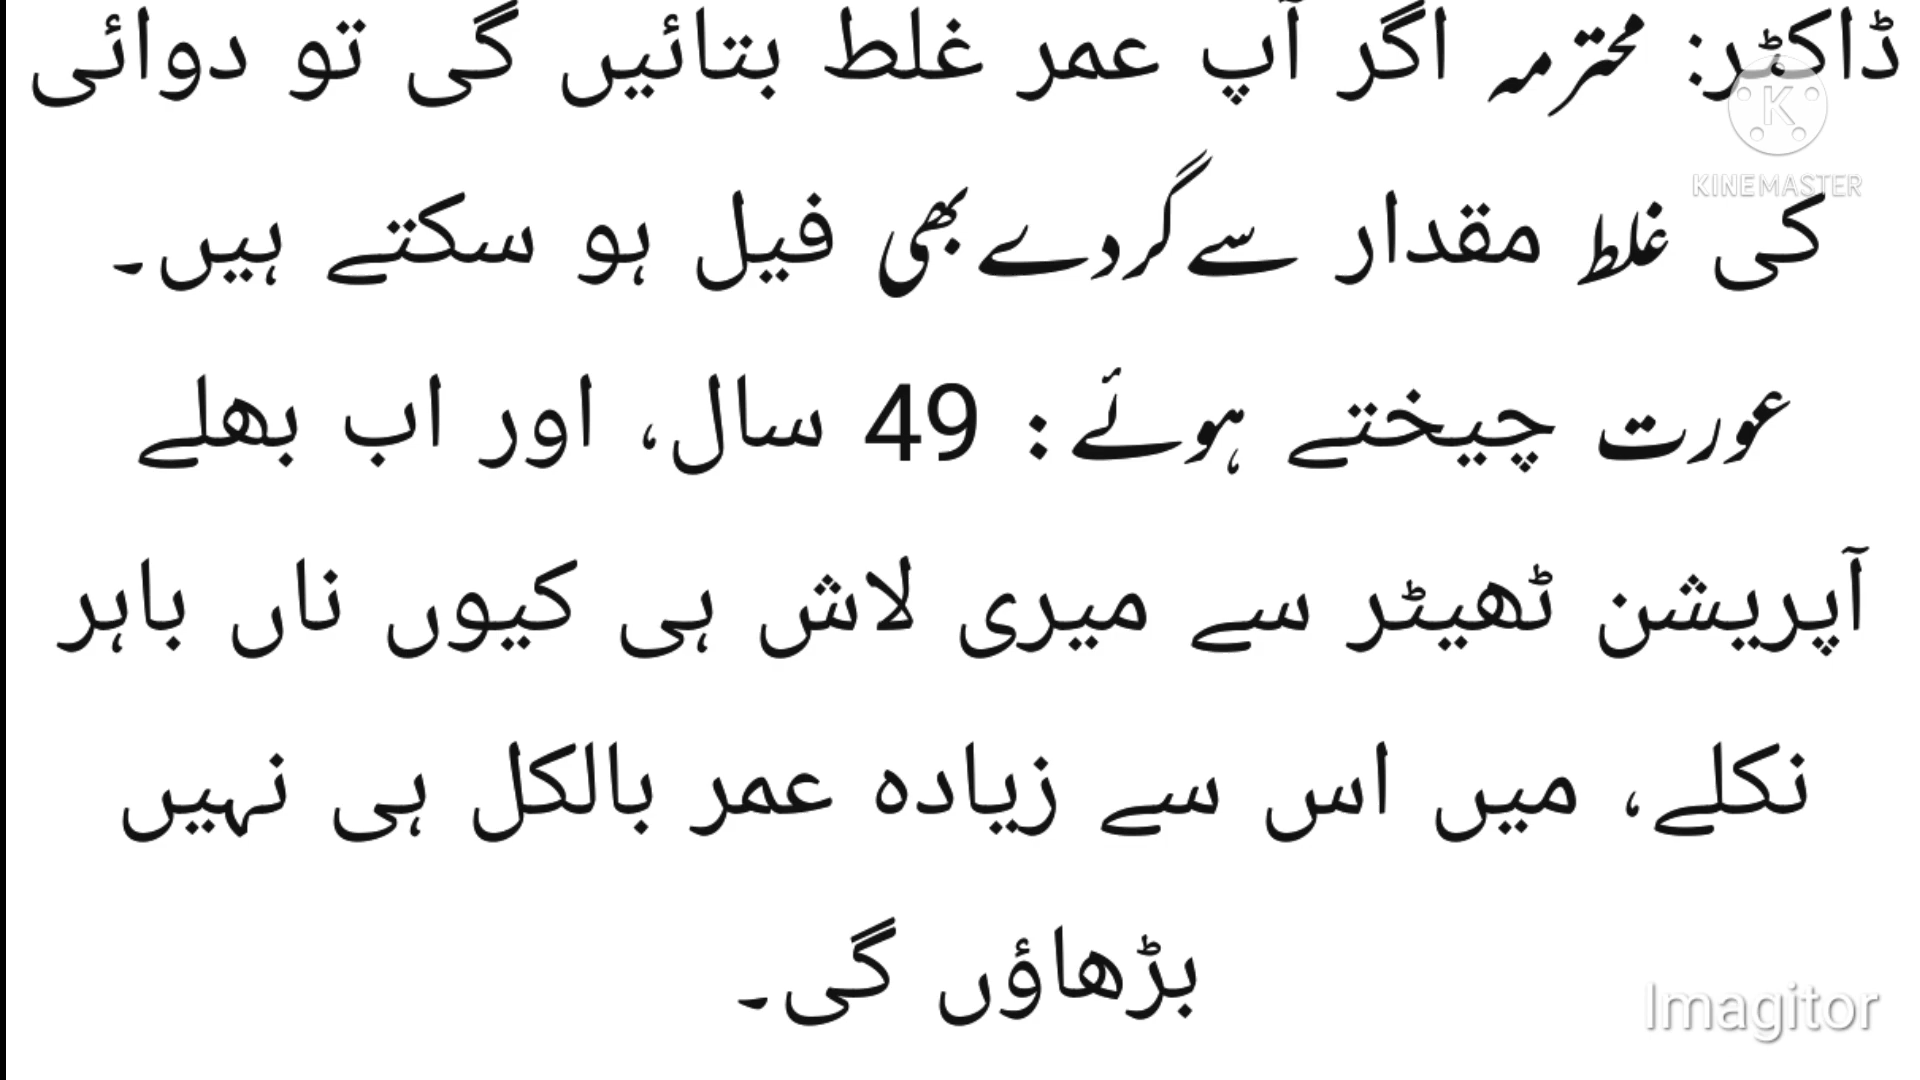 ڈاکٹر: محترمہ اگر آپ عمر غلط بتائیں گی تو دوائی
کی غلط مقدار سے گردے بھی فیل ہو سکتے ہیں۔
عورت چیختے ہوئے: 49 سال، اور اب بھلے
آپریشن ٹھیٹر سے میری لاش ہی کیوں ناں باہر
نکلے، میں اس سے زیادہ عمر بالکل ہی نہیں
بڑھاؤں گی۔
K
KINEMASTER
Imagitor